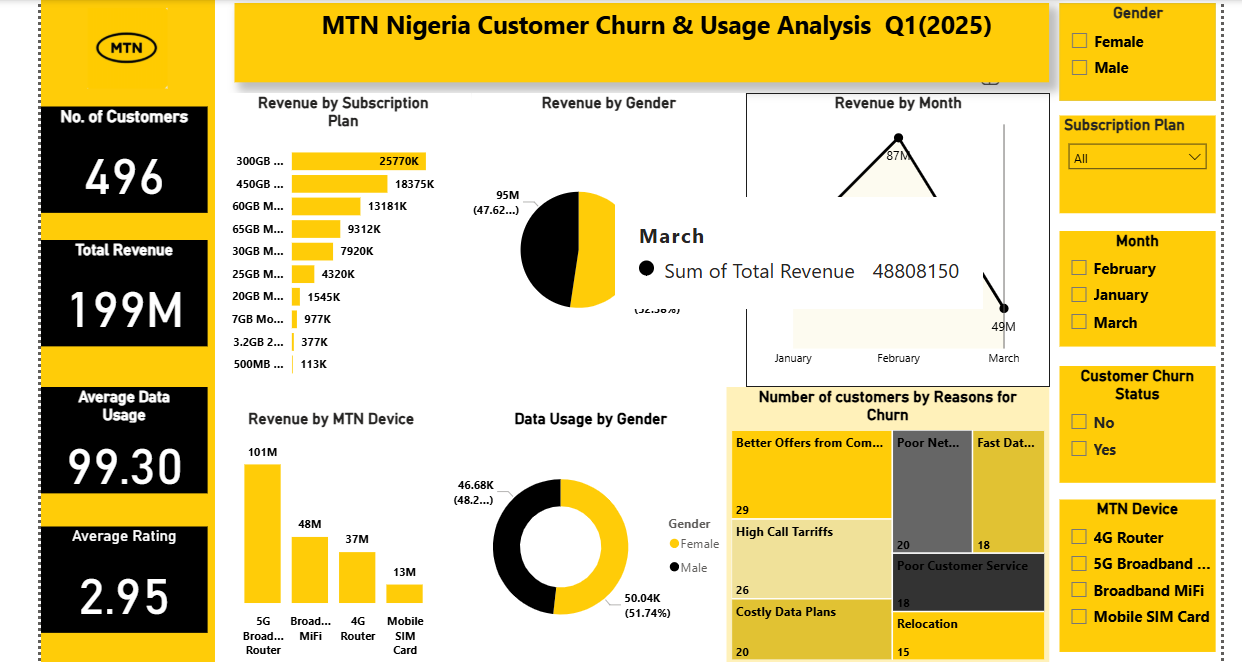 MTN
MTN Nigeria Customer Churn & Usage Analysis Q1(2025)
No. of Customers
496
Total Revenue
199M
Average Data
Usage
99.30
Average Rating
2.95
Revenue by Subscription
Plan
300GB ... 25770K
450GB ... 18375K
60GB M... 13181K
65GB M... 9312K
30GB M... 7920K
25GB M... 4320K
20GB M... 1545K
7GB Mo... 977K
3.2GB 2... 377K
500MB ... 113K
Revenue by Gender
95M
(47.62...)
(52.38%)
Revenue by Month
87M
March
Sum of Total Revenue 48808150
49M
January February March
Revenue by MTN Device
101M
48M
37M
13M
5G
Broad...
Router
Broad...
MiFi
4G
Router
Mobile
SIM
Card
Data Usage by Gender
46.68K
(48.2...)
50.04K
(51.74%)
Gender
Female
Male
Number of customers by Reasons for
Churn
Better Offers from Com...
29
High Call Tarriffs
26
Costly Data Plans
20
Poor Net...
20
Fast Dat...
18
Poor Customer Service
18
Relocation
15
Gender
Female
Male
Subscription Plan
All
Month
February
January
March
Customer Churn
Status
No
Yes
MTN Device
4G Router
5G Broadband ...
Broadband MiFi
Mobile SIM Card